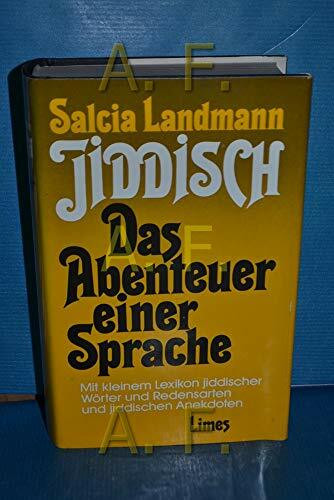 A. F.
Salcia Landmann
JIDDISCH
Das
A. F.
Abenteuer
einer
Sprache
A. F.
Mit kleinem Lexikon jiddischer
Wörter und Redensarten
und jiddischen Anekdoten
Limes
A. F.